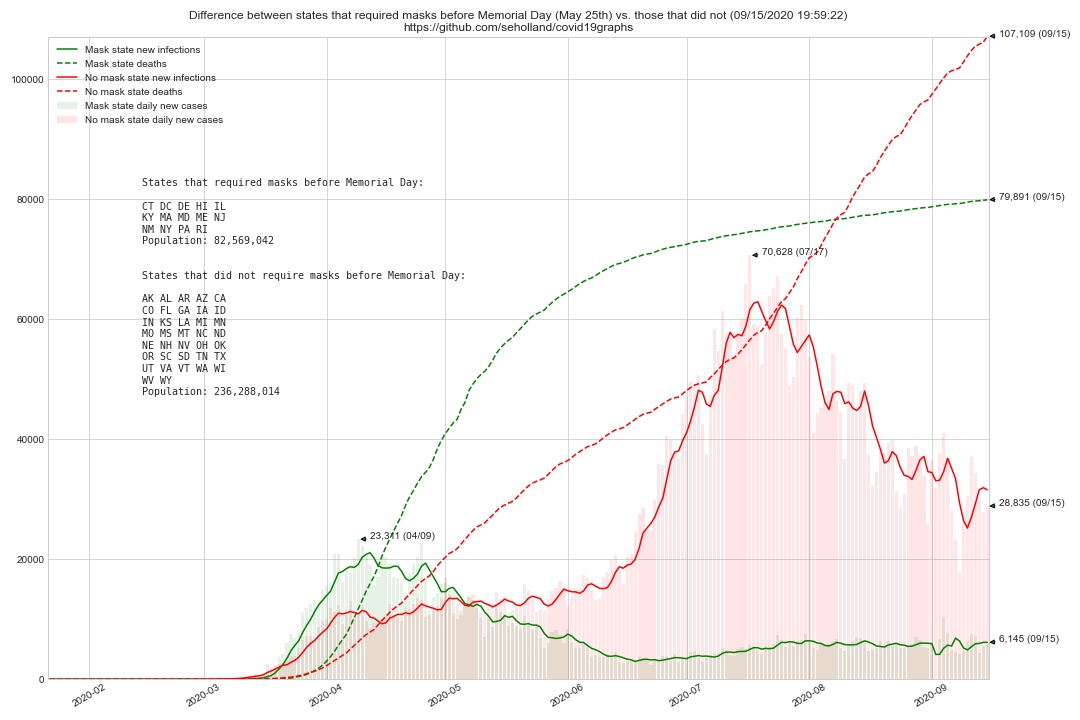 Difference between states that required masks before Memorial Day (May 25th) vs. those that did not (09/15/2020 19:59:22)
https://github.com/seholland/covid19graphs
Mask state new infections
Mask state deaths
No mask state new infections
No mask state deaths
Mask state daily new cases
No mask state daily new cases
107,109 (09/15)
100000
States that required masks before Memorial Day:
CT DC DE HI IL
KY MA MD ME NJ
NM NY PA RI
Population: 82,569,042
80000
79,891 (09/15)
70,628 (07/17)
States that did not require masks before Memorial Day:
AK AL AR AZ CA
CO FL GA IA ID
IN KS LA MI MN
MO MS MT NC ND
NE NH NV OH OK
OR SC SD TN TX
UT VA VT WA WI
WV WY
Population: 236,288,014
60000
40000
28,835 (09/15)
23,311 (04/09)
20000
6,145 (09/15)
0
2020-02
2020-03
2020-04
2020-05
2020-06
2020-07
2020-08
2020-09